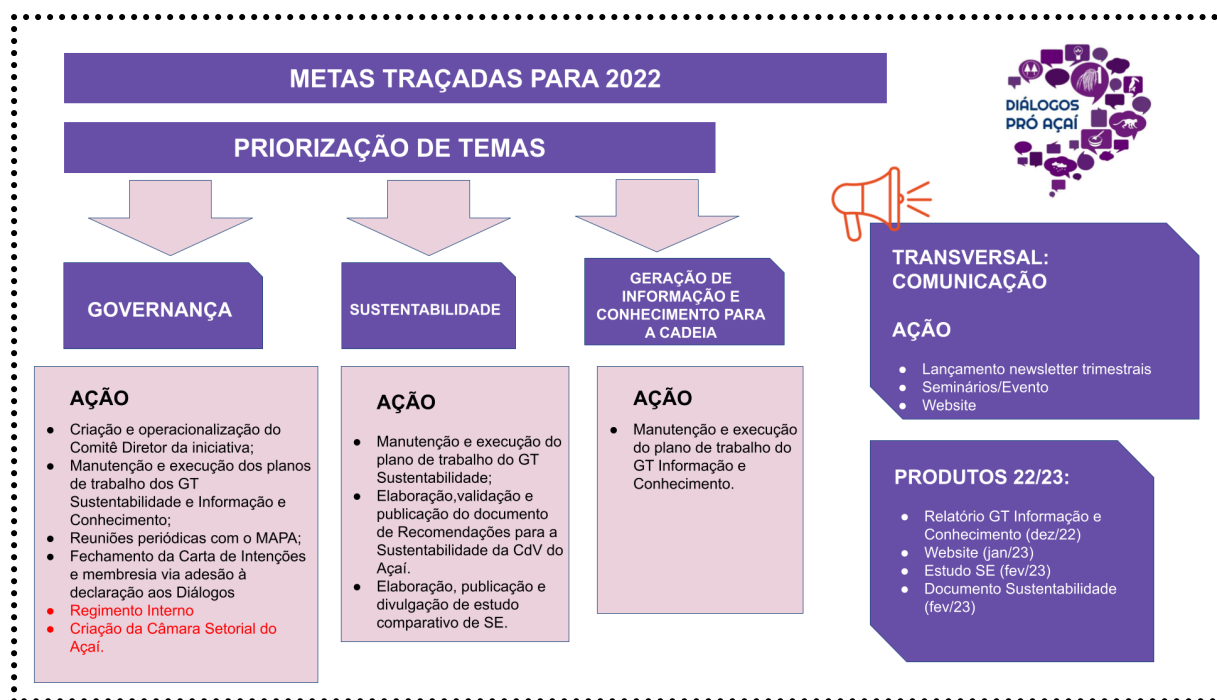 METAS TRAÇADAS PARA 2022
DIÁLOGOS
PRÓ AÇAÍ
PRIORIZAÇÃO DE TEMAS
GOVERNANÇA
SUSTENTABILIDADE
GERAÇÃO DE
INFORMAÇÃO E
CONHECIMENTO PARA
A CADEIA
AÇÃO
● Criação e operacionalização do
Comitê Diretor da iniciativa;
● Manutenção e execução dos planos
de trabalho dos GT
Sustentabilidade e Informação e
Conhecimento;
● Reuniões periódicas com o MAPA;
● Fechamento da Carta de Intenções
e membresia via adesão à
declaração aos Diálogos
● Regimento Interno
● Criação da Câmara Setorial do
Açaí.
AÇÃO
● Manutenção e execução do
plano de trabalho do GT
Sustentabilidade;
● Elaboração,validação e
publicação do documento
de Recomendações para a
Sustentabilidade da CdV do
Açaí.
● Elaboração, publicação e
divulgação de estudo
comparativo de SE.
AÇÃO
● Manutenção e execução
do plano de trabalho do
GT Informação e
Conhecimento.
TRANSVERSAL:
COMUNICAÇÃO
AÇÃO
● Lançamento newsletter trimestrais
● Seminários/Evento
● Website
PRODUTOS 22/23:
● Relatório GT Informação e
Conhecimento (dez/22)
● Website (jan/23)
● Estudo SE (fev/23)
● Documento Sustentabilidade
(fev/23)